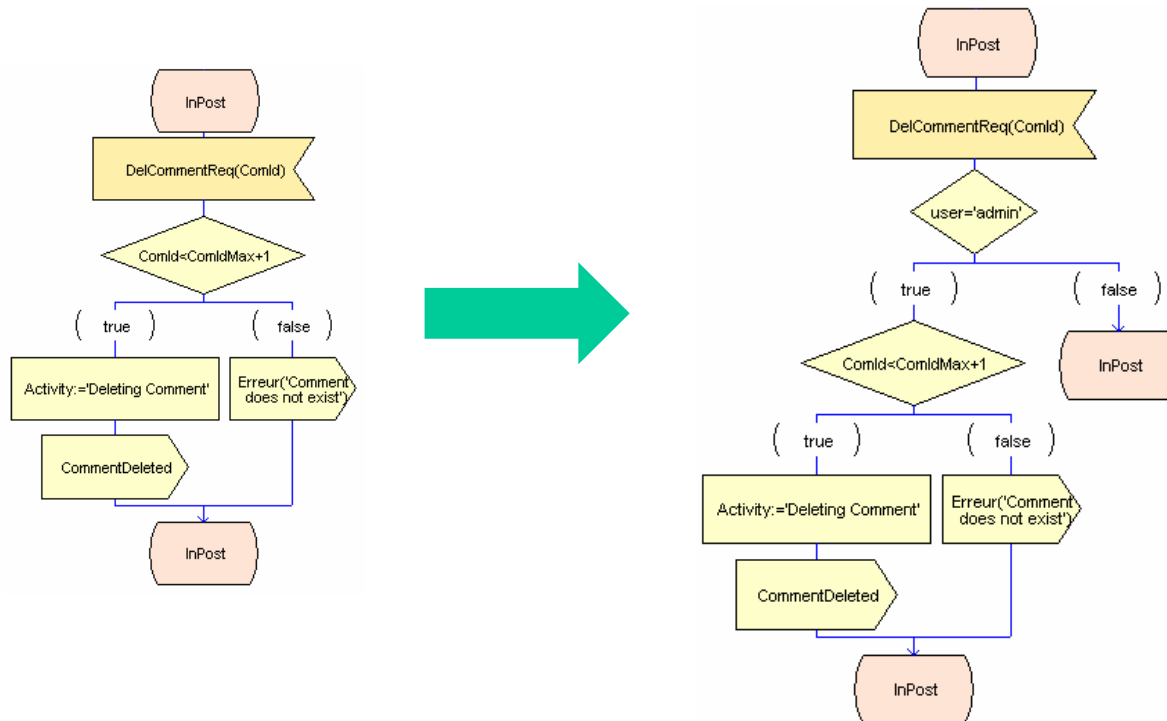 InPost
DelCommentReq(ComId)
ComId<ComIdMax+1
( true )
( false )
Activity:='Deleting Comment'
Erreur('Comment
does not exist')
CommentDeleted
InPost
InPost
DelCommentReq(ComId)
user='admin'
( true )
( false )
ComId<ComIdMax+1
InPost
( true )
( false )
Activity:='Deleting Comment'
Erreur('Comment
does not exist')
CommentDeleted
InPost